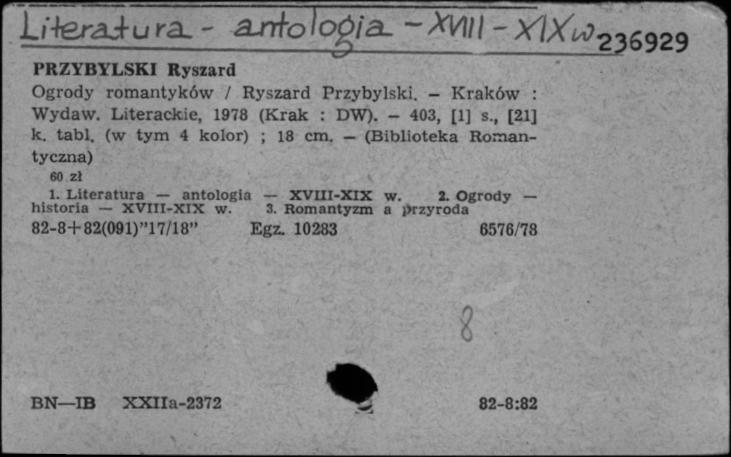 Literatura - antologia - XVIII - XIX w 236929
PRZYBYLSKI Ryszard
Ogrody romantyków / Ryszard Przybylski. — Kraków :
Wydaw. Literackie, 1978 (Krak : DW). — 403, [1] s., [21]
k. tabl. (w tym 4 kolor) ; 18 cm. — (Biblioteka Roman-
tyczna)
60 zł
1. Literatura — antologia — XVIII-XIX w. 2. Ogrody —
historia — XVIII-XIX w. 3. Romantyzm a przyroda
82-8+82(091)"17/18" Egz. 10283 6576/78
8
BN—IB XXIIa-2372 82-8:82